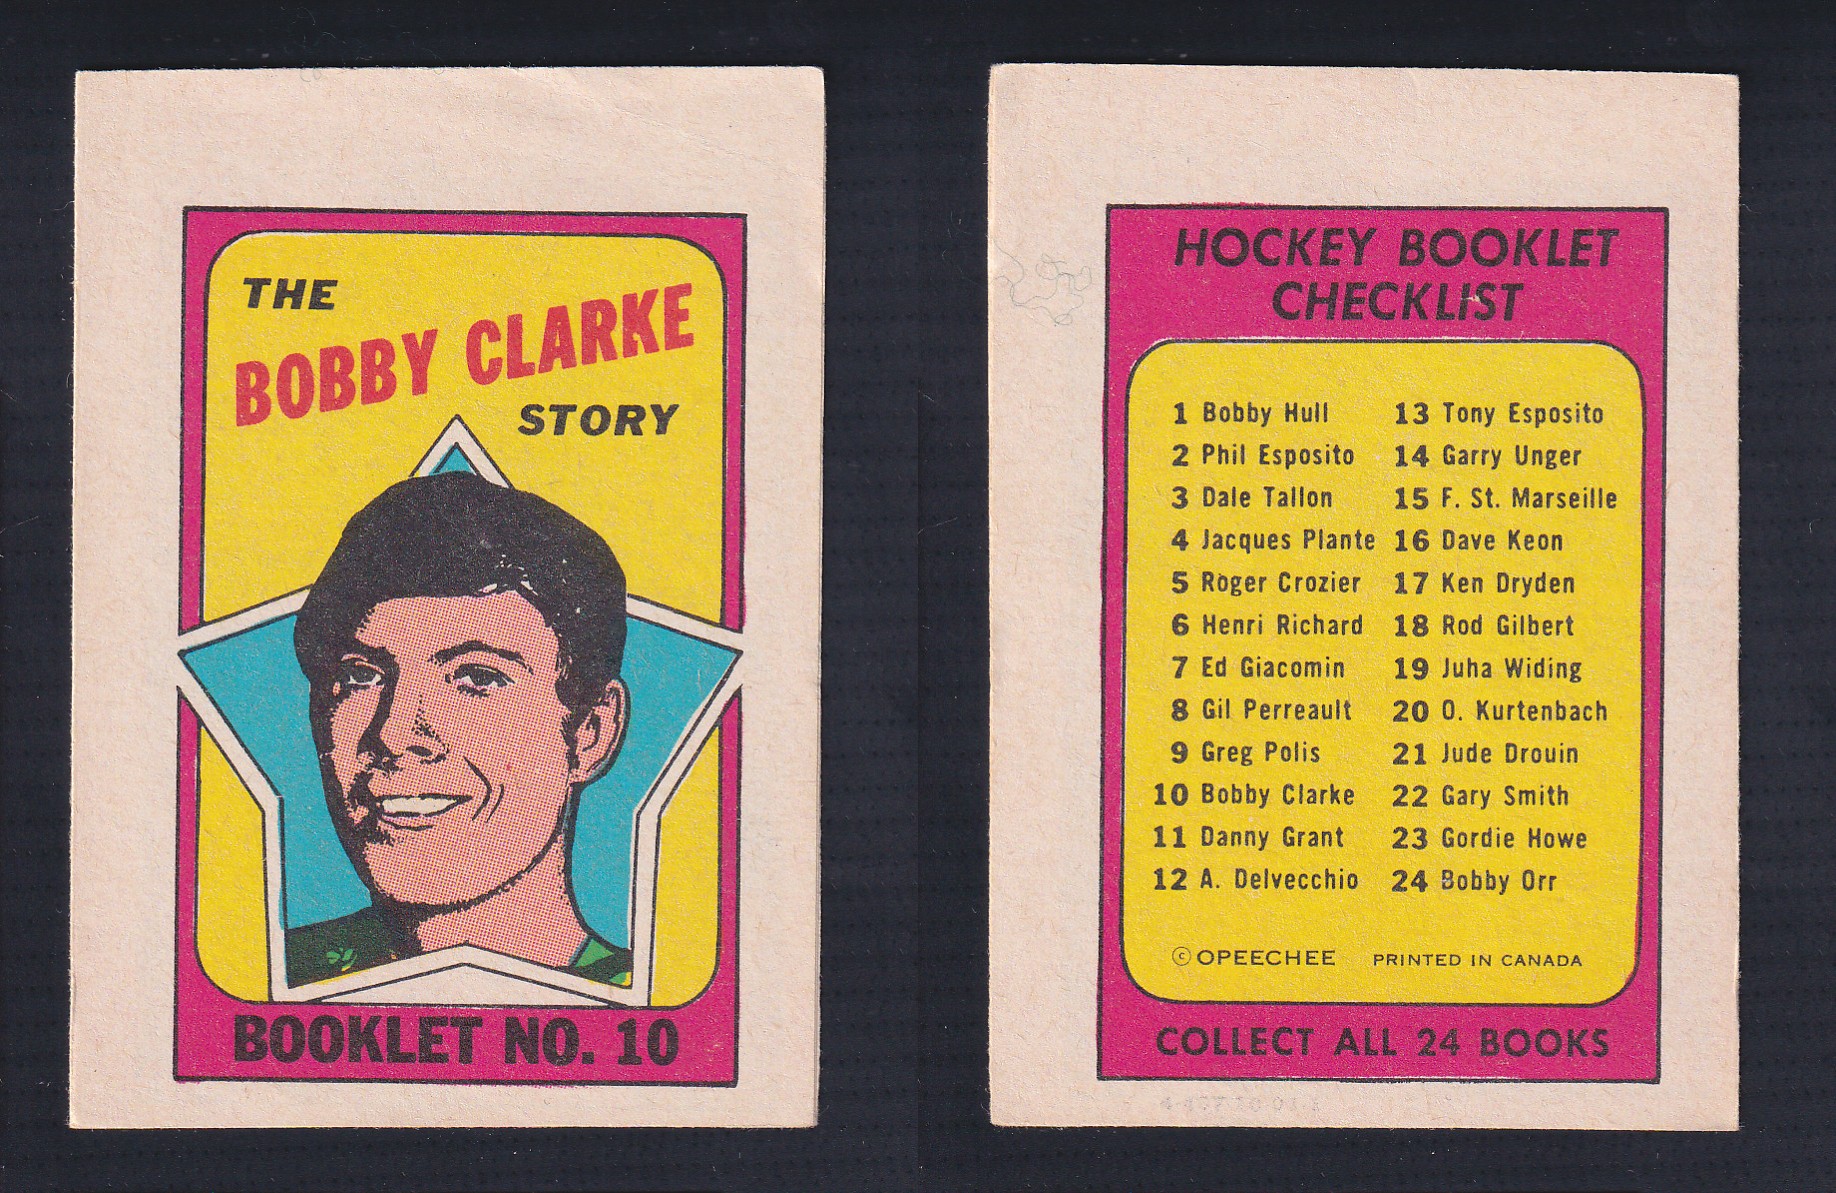 THE
BOBBY CLARKE
STORY
BOOKLET NO. 10
HOCKEY BOOKLET
CHECKLIST
1 Bobby Hull
2 Phil Esposito
3 Dale Tallon
4 Jacques Plante
5 Roger Crozier
6 Henri Richard
7 Ed Giacomin
8 Gil Perreault
9 Greg Polis
10 Bobby Clarke
11 Danny Grant
12 A. Delvecchio
13 Tony Esposito
14 Garry Unger
15 F. St. Marseille
16 Dave Keon
17 Ken Dryden
18 Rod Gilbert
19 Juha Widing
20 O. Kurtenbach
21 Jude Drouin
22 Gary Smith
23 Gordie Howe
24 Bobby Orr
© OPEECHEE PRINTED IN CANADA
COLLECT ALL 24 BOOKS